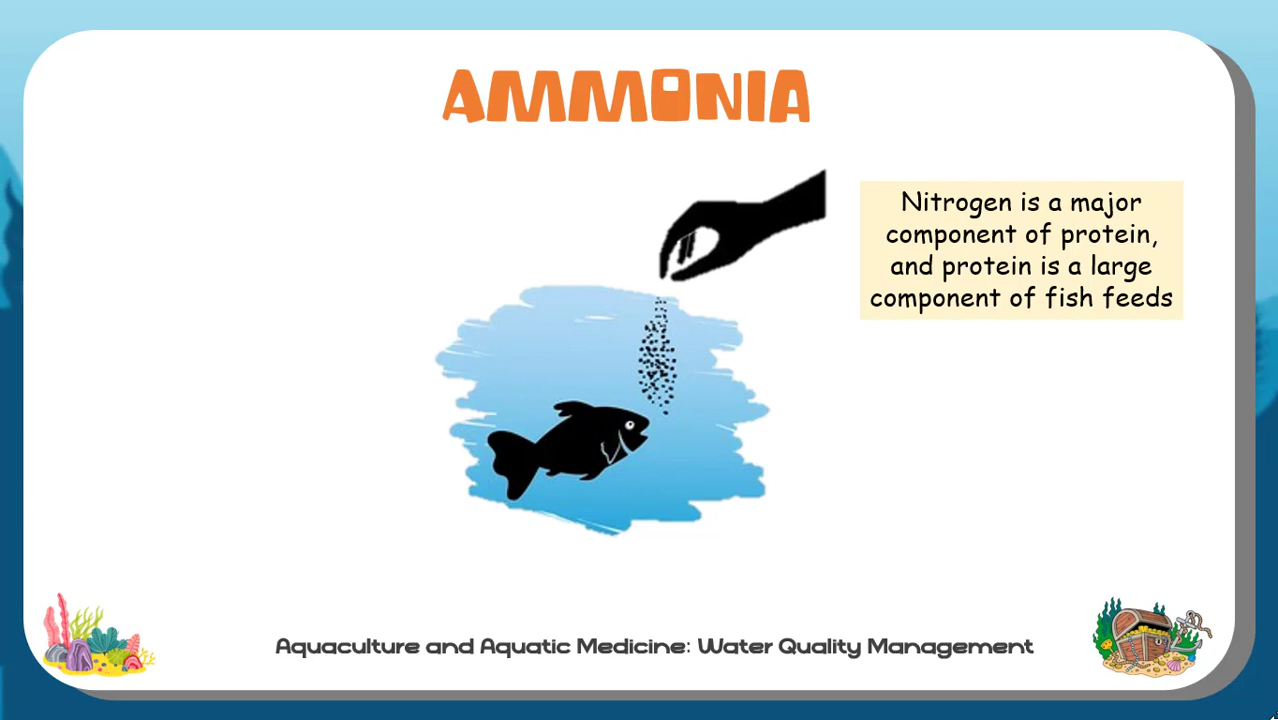 AMMONIA
Nitrogen is a major
component of protein,
and protein is a large
component of fish feeds
Aquaculture and Aquatic Medicine: Water Quality Management